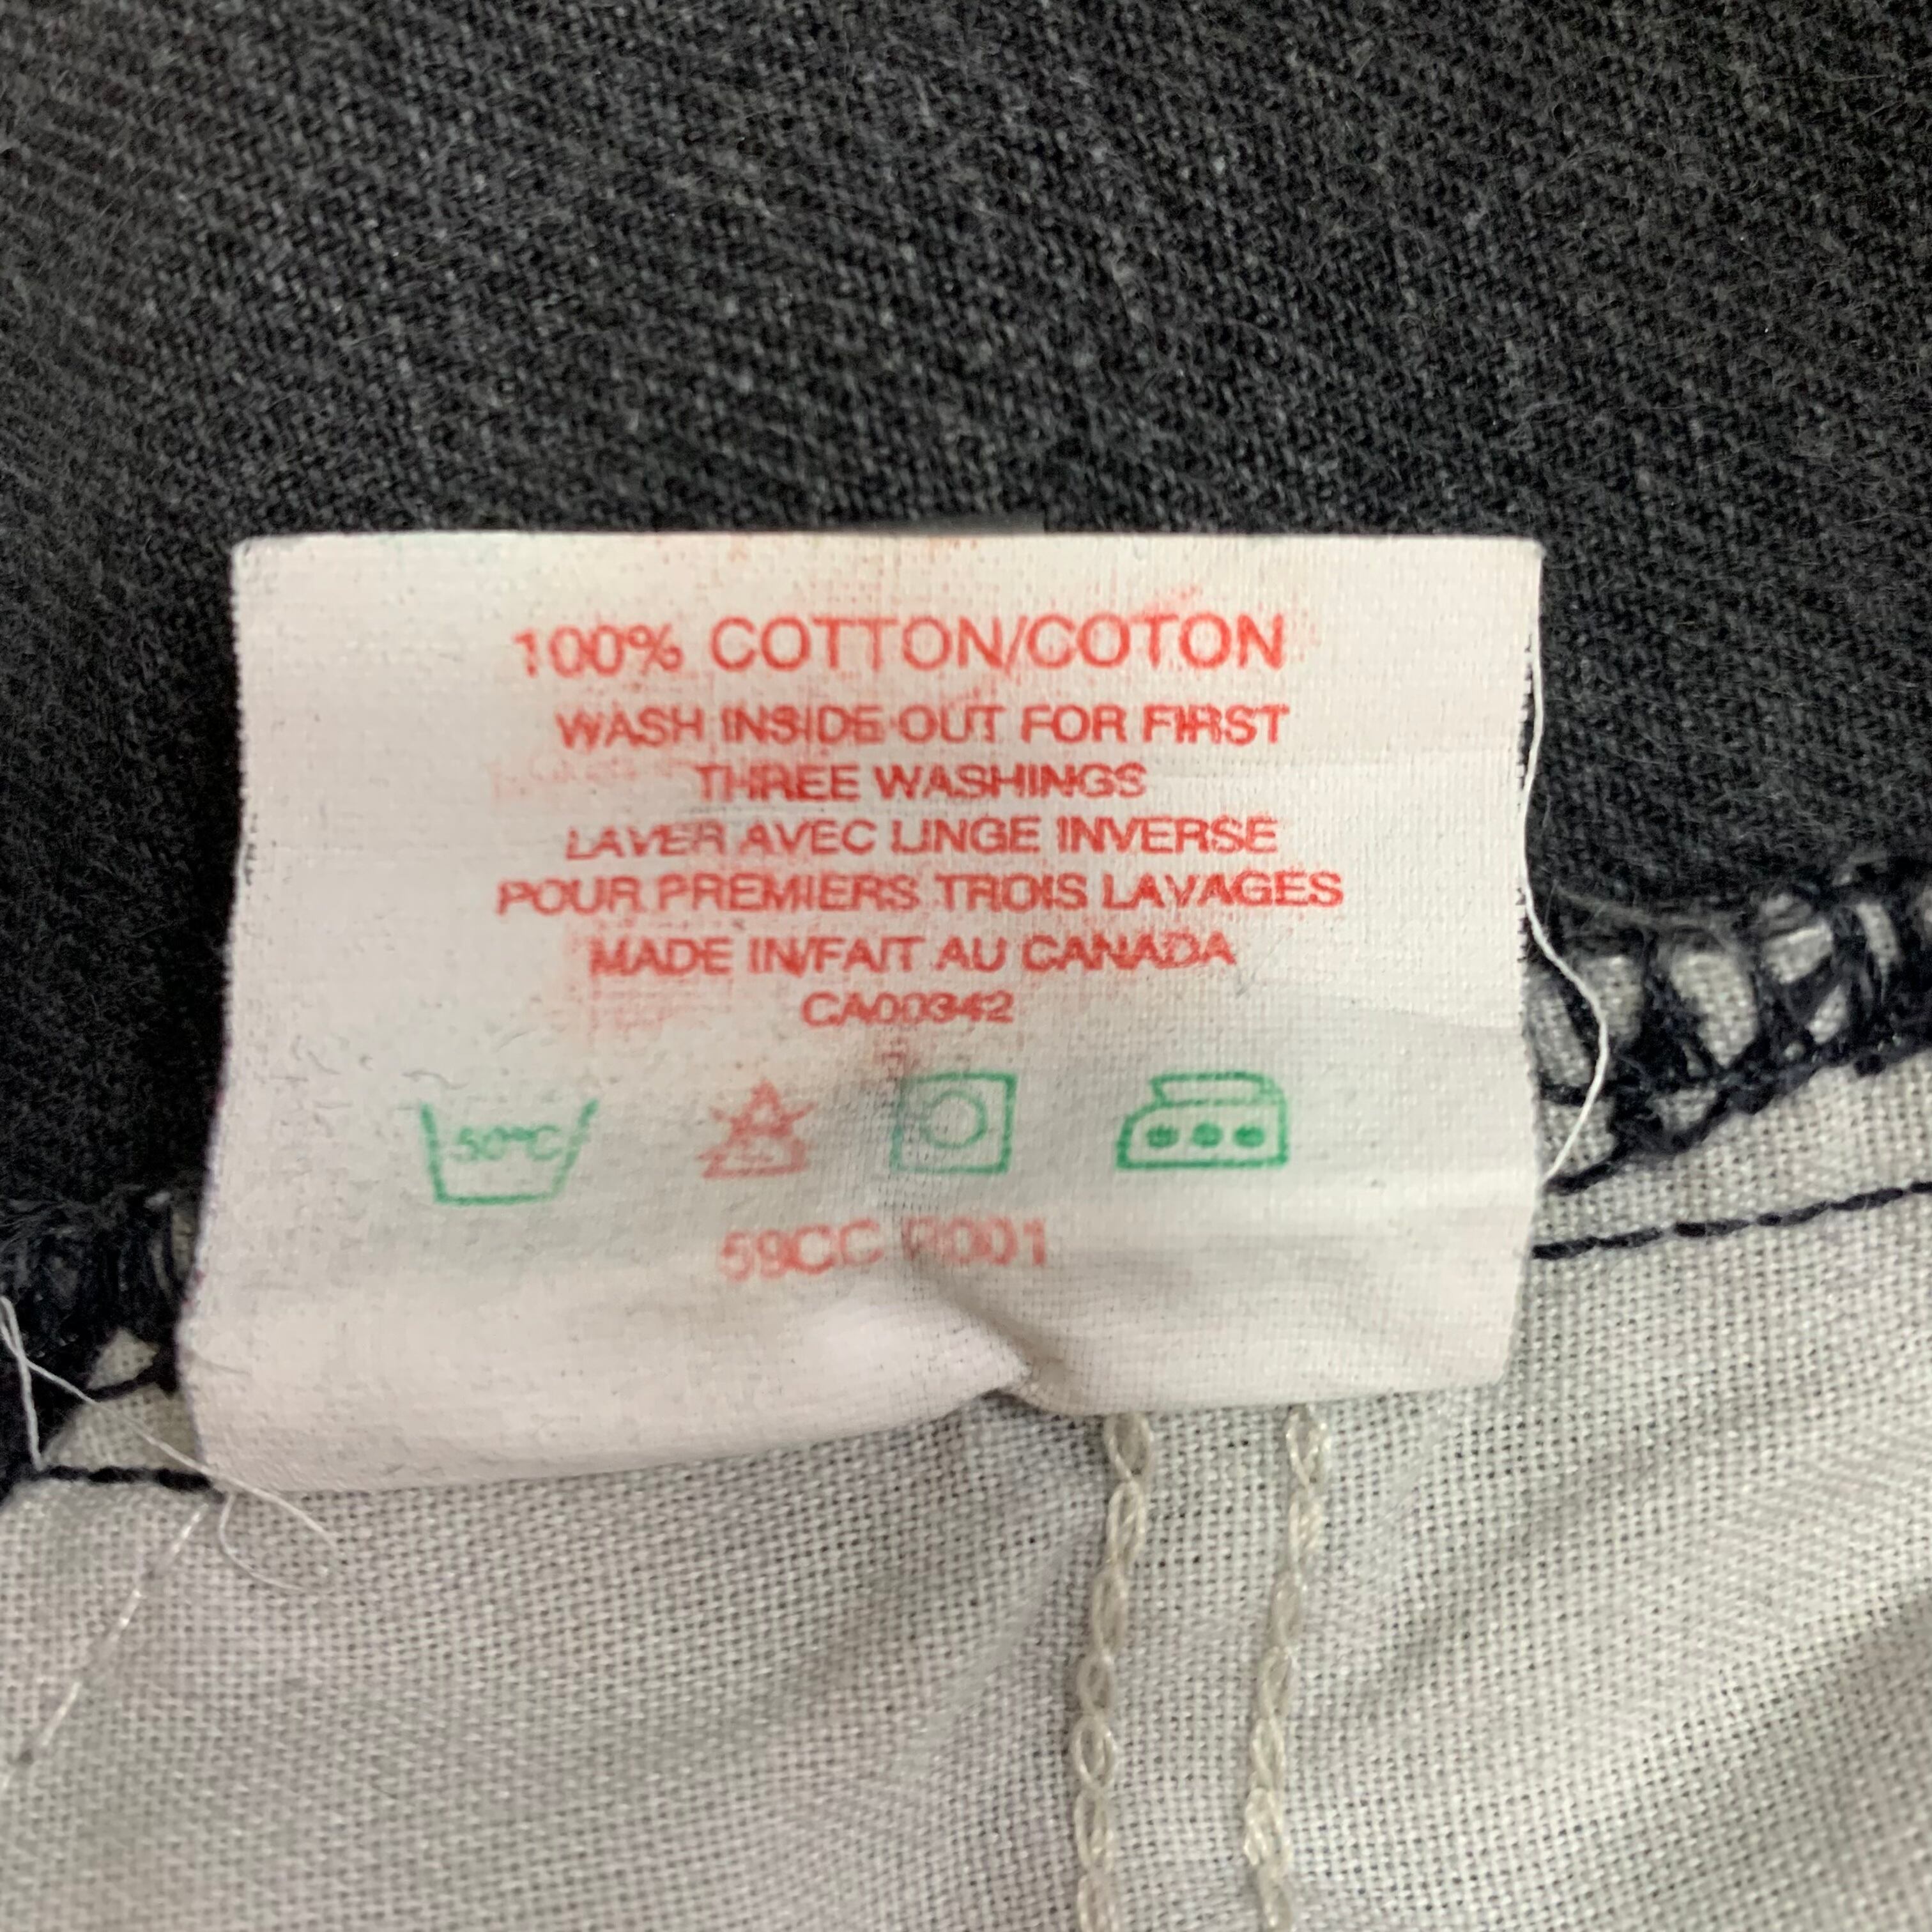 100% COTTON/COTON
WASH INSIDE OUT FOR FIRST
THREE WASHINGS
LAVER AVEC LINGE INVERSE
POUR PREMIERS TROIS LAVAGES
MADE IN/FAIT AU CANADA
CA00342
50°C
59CC